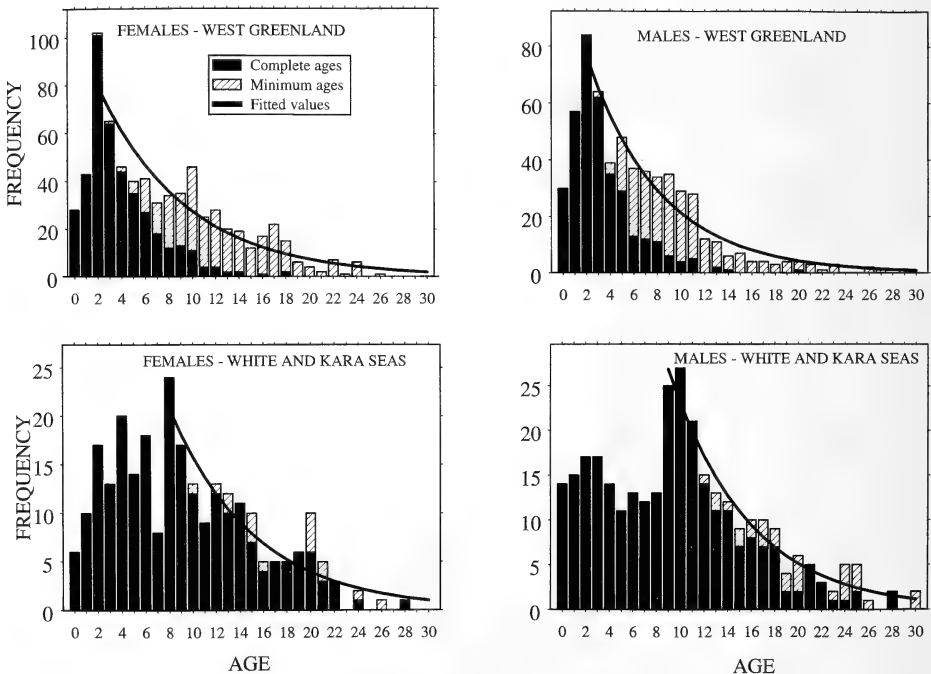 FEMALES - WEST GREENLAND
Complete ages
Minimum ages
Fitted values
FREQUENCY
100
80
60
40
20
0
0 2 4 6 8 10 12 14 16 18 20 22 24 26 28 30
MALES - WEST GREENLAND
80
60
40
20
0
0 2 4 6 8 10 12 14 16 18 20 22 24 26 28 30
FEMALES - WHITE AND KARA SEAS
FREQUENCY
25
20
15
10
5
0
0 2 4 6 8 10 12 14 16 18 20 22 24 26 28 30
AGE
MALES - WHITE AND KARA SEAS
25
20
15
10
5
0
0 2 4 6 8 10 12 14 16 18 20 22 24 26 28 30
AGE